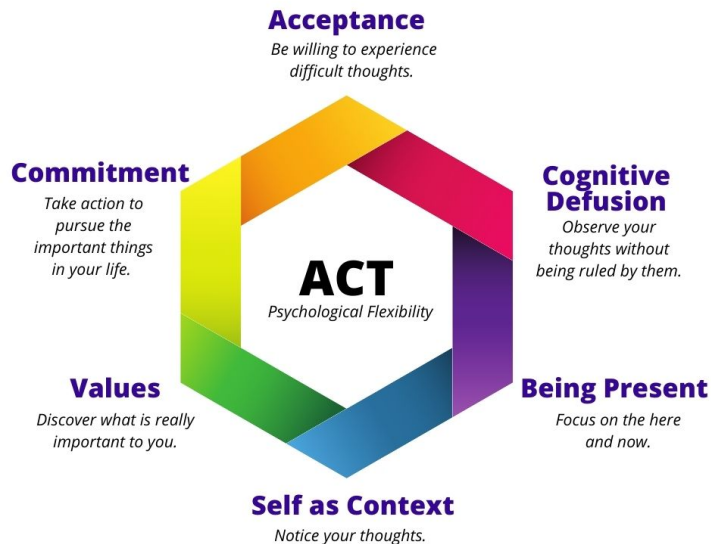 Acceptance
Be willing to experience
difficult thoughts.
Commitment
Take action to
pursue the
important things
in your life.
Cognitive
Defusion
Observe your
thoughts without
being ruled by them.
ACT
Psychological Flexibility
Values
Discover what is really
important to you.
Being Present
Focus on the here
and now.
Self as Context
Notice your thoughts.